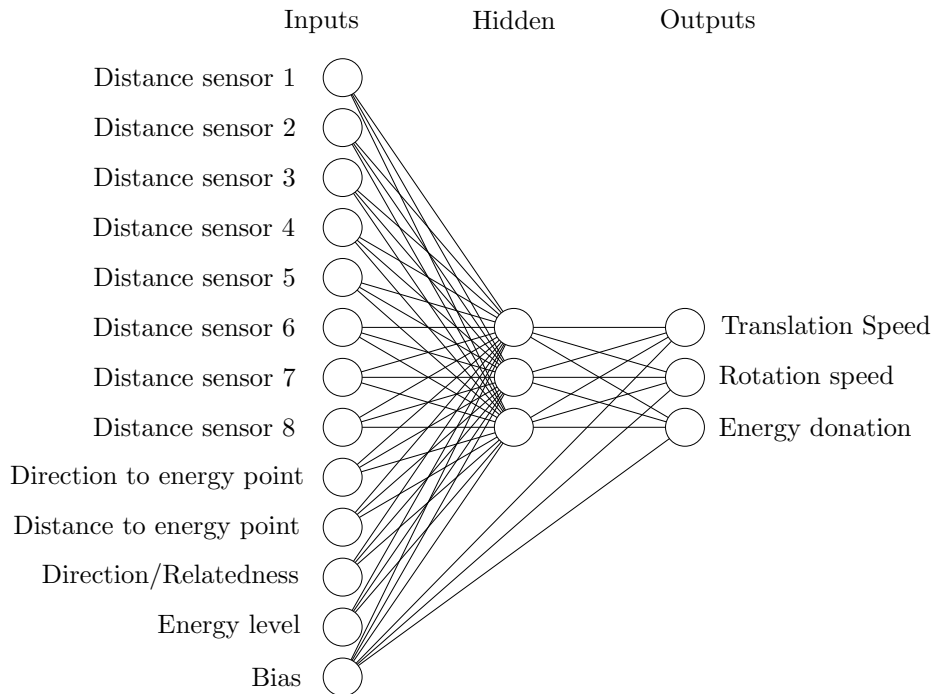 Inputs Hidden Outputs
Distance sensor 1
Distance sensor 2
Distance sensor 3
Distance sensor 4
Distance sensor 5
Distance sensor 6
Distance sensor 7
Distance sensor 8
Direction to energy point
Distance to energy point
Direction/Relatedness
Energy level
Bias
Translation Speed
Rotation speed
Energy donation